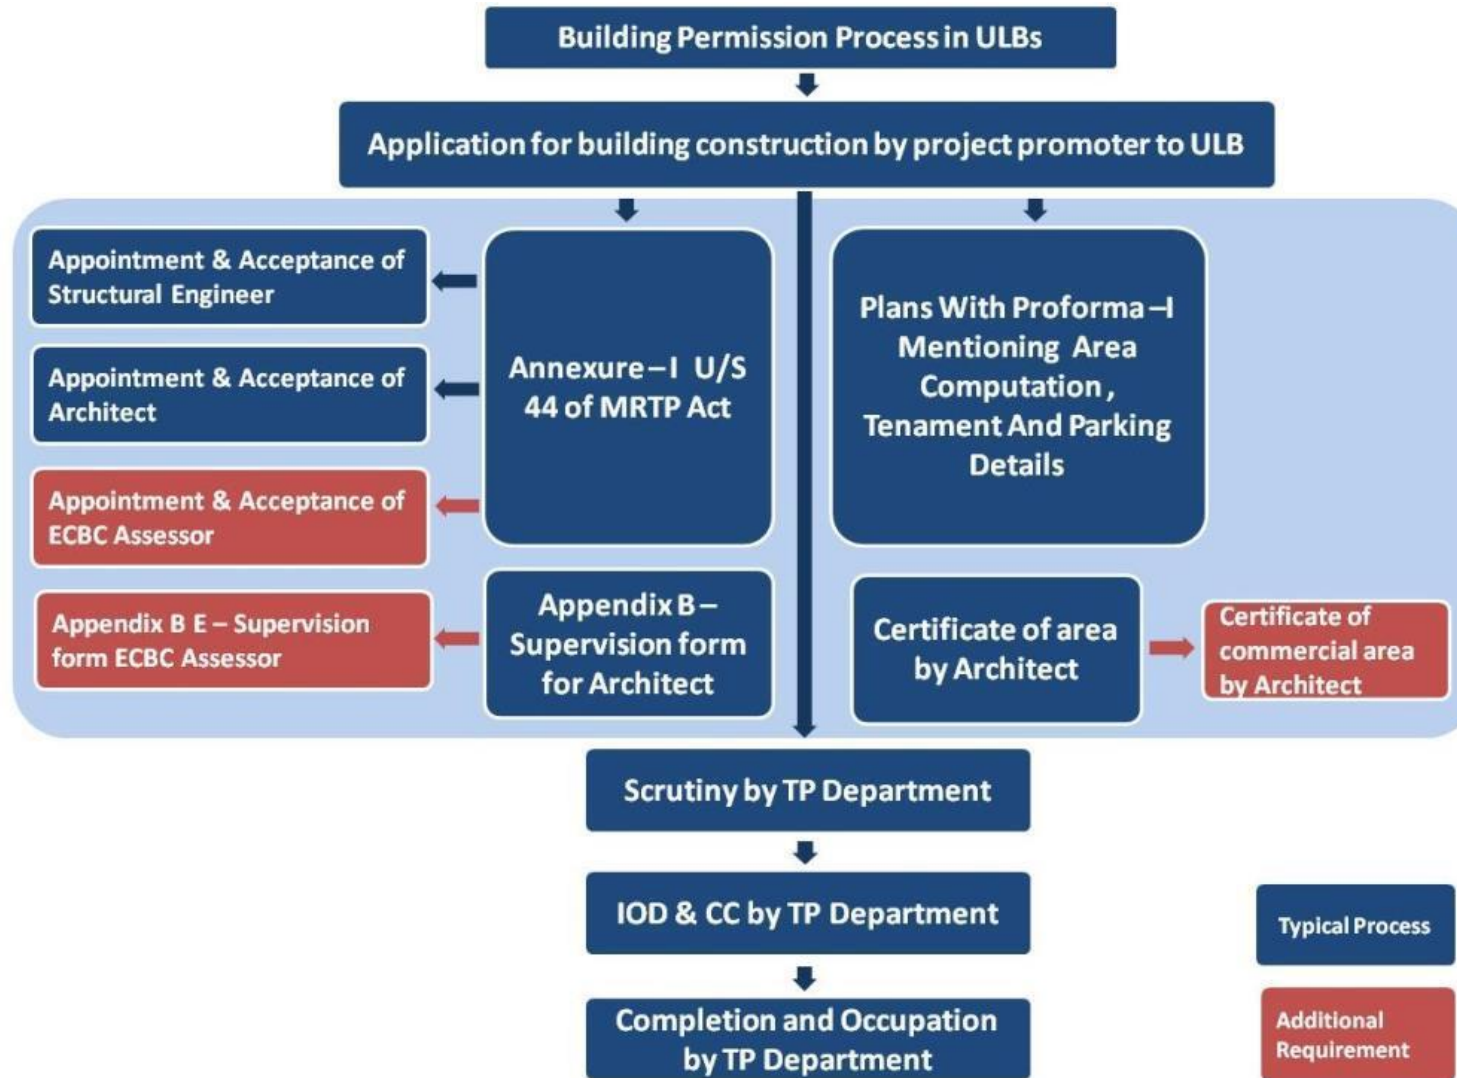 Building Permission Process in ULBs
Application for building construction by project promoter to ULB
Appointment & Acceptance of
Structural Engineer
Appointment & Acceptance of
Architect
Appointment & Acceptance of
ECBC Assessor
Appendix B E – Supervision
form ECBC Assessor
Annexure – I U/S
44 of MRTP Act
Appendix B –
Supervision form
for Architect
Plans With Proforma –I
Mentioning Area
Computation ,
Tenament And Parking
Details
Certificate of area
by Architect
Certificate of
commercial area
by Architect
Scrutiny by TP Department
IOD & CC by TP Department
Completion and Occupation
by TP Department
Typical Process
Additional
Requirement